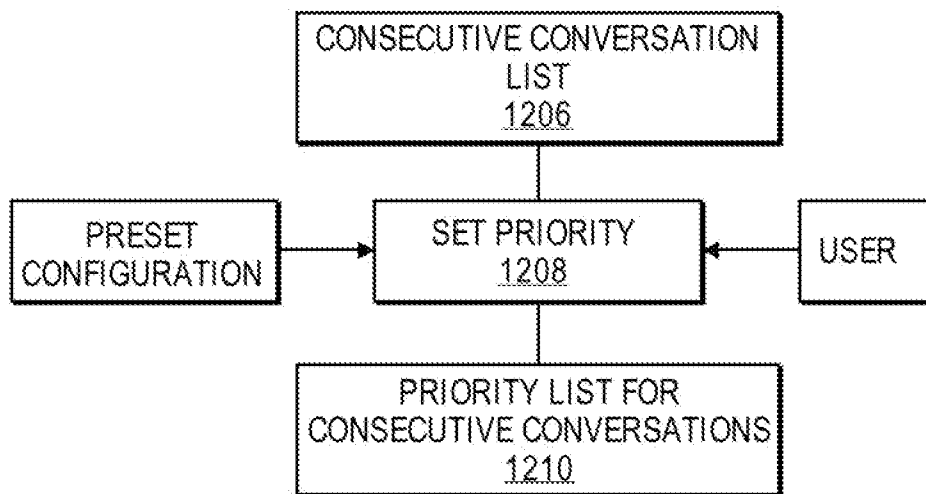 CONSECUTIVE CONVERSATION
LIST
1206
PRESET
CONFIGURATION
SET PRIORITY
1208
USER
PRIORITY LIST FOR
CONSECUTIVE CONVERSATIONS
1210